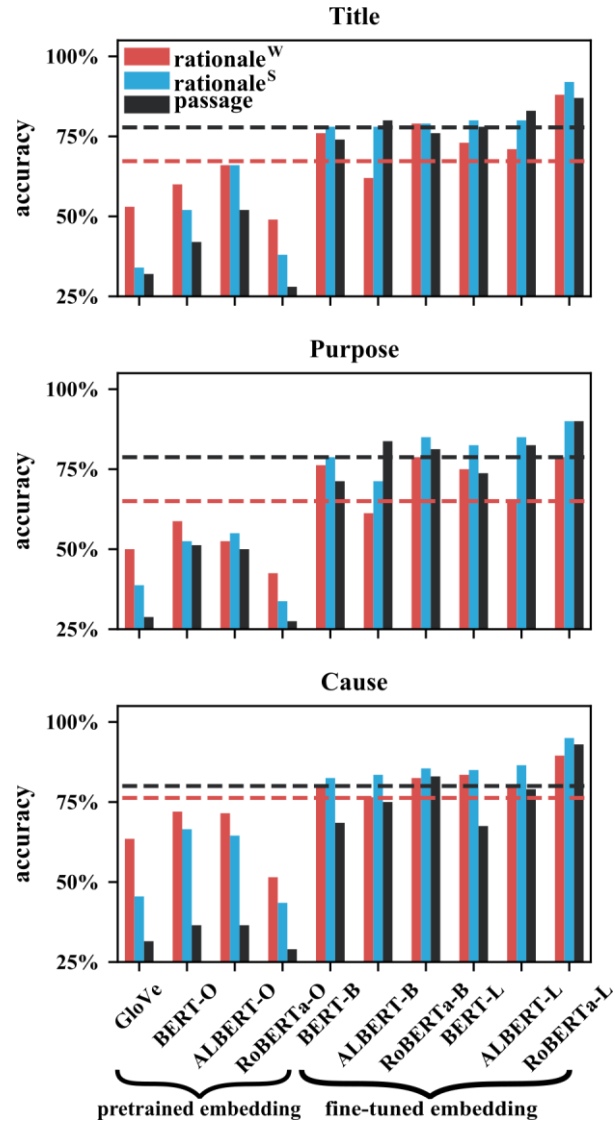 Title
100%
75%
50%
25%
accuracy
rationale^W
rationale^S
passage
Purpose
100%
75%
50%
25%
accuracy
Cause
100%
75%
50%
25%
accuracy
GloVe
BERT-O
ALBERT-O
RoBERTa-O
BERT-B
ALBERT-B
RoBERTa-B
BERT-L
ALBERT-L
RoBERTa-L
pretrained embedding
fine-tuned embedding